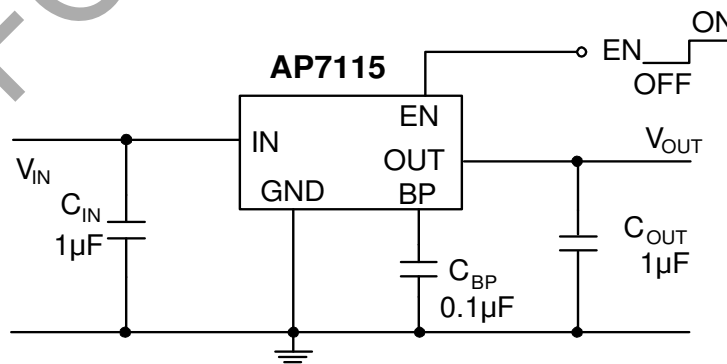 ON
EN
OFF
AP7115
EN
IN
OUT
GND
BP
V_IN
C_IN
1µF
V_OUT
C_BP
0.1µF
C_OUT
1µF